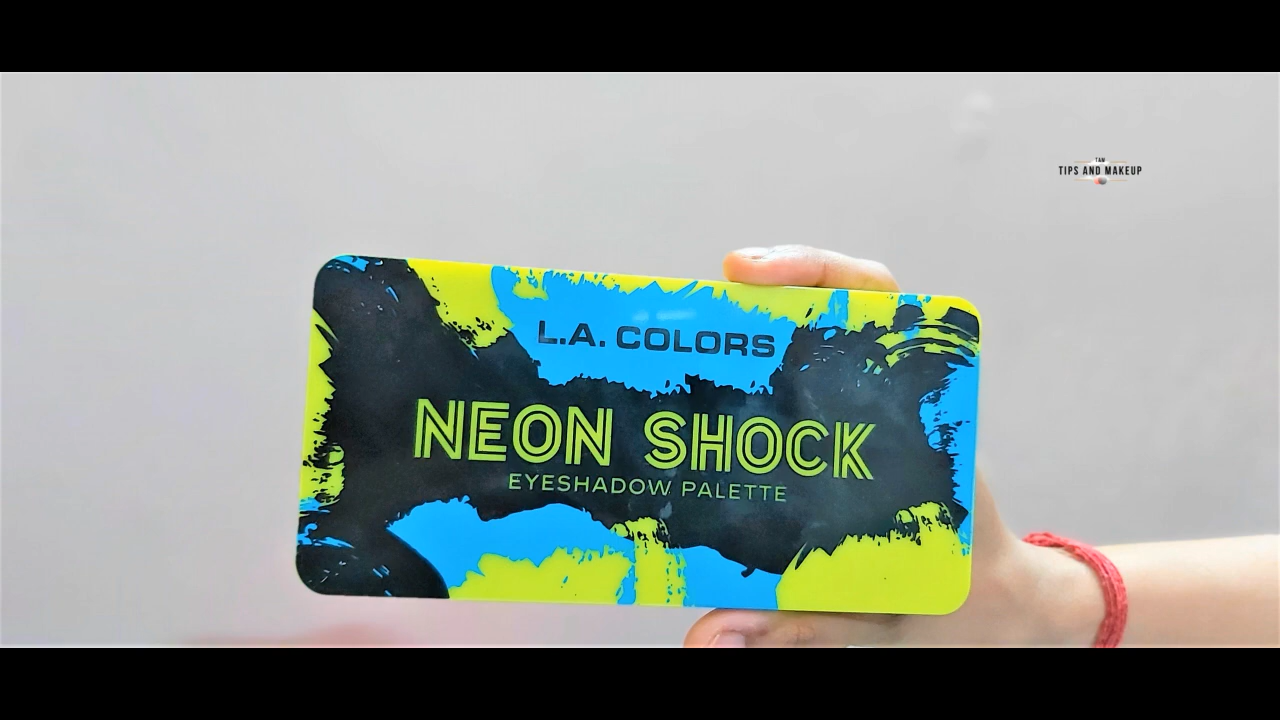 TAM
TIPS AND MAKEUP
L.A. COLORS
NEON SHOCK
EYESHADOW PALETTE